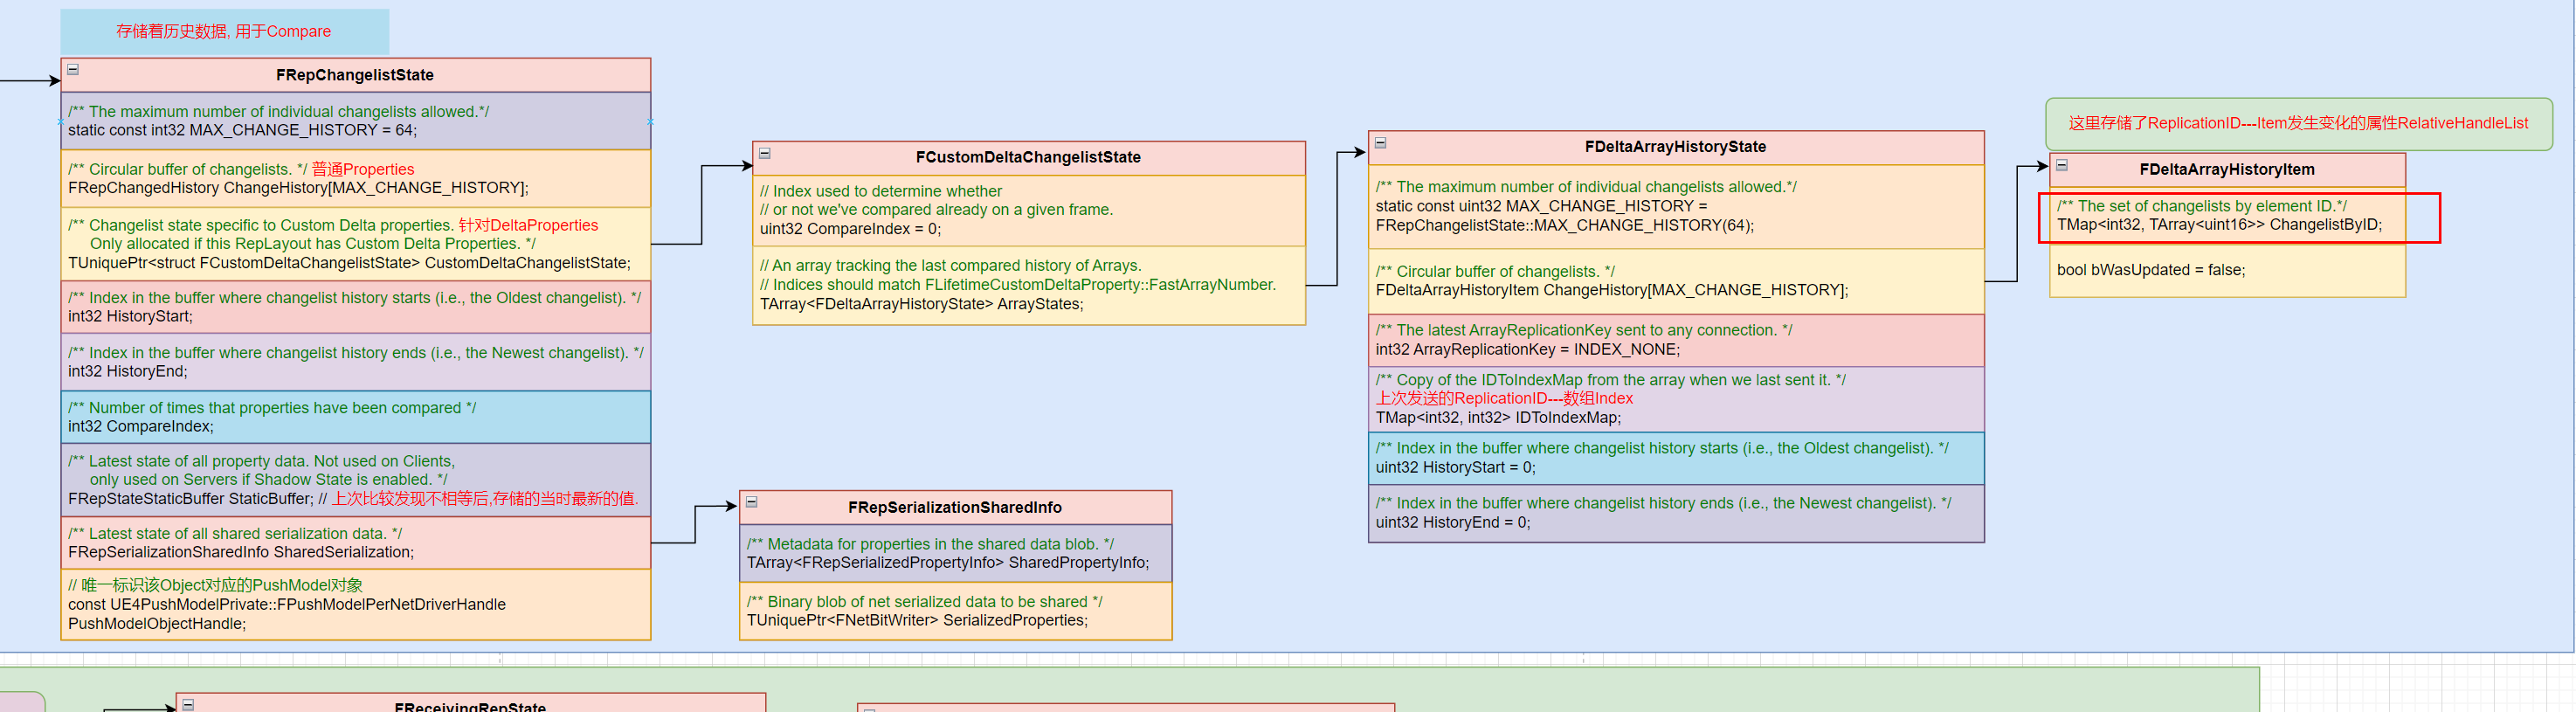 存储着历史数据, 用于Compare
FRepChangelistState
/** The maximum number of individual changelists allowed.*/
static const int32 MAX_CHANGE_HISTORY = 64;
/** Circular buffer of changelists. */ 普通Properties
FRepChangedHistory ChangeHistory[MAX_CHANGE_HISTORY];
/** Changelist state specific to Custom Delta properties. 针对DeltaProperties
Only allocated if this RepLayout has Custom Delta Properties. */
TUniquePtr<struct FCustomDeltaChangelistState> CustomDeltaChangelistState;
/** Index in the buffer where changelist history starts (i.e., the Oldest changelist). */
int32 HistoryStart;
/** Index in the buffer where changelist history ends (i.e., the Newest changelist). */
int32 HistoryEnd;
/** Number of times that properties have been compared */
int32 CompareIndex;
/** Latest state of all property data. Not used on Clients,
only used on Servers if Shadow State is enabled. */
FRepStateStaticBuffer StaticBuffer; // 上次比较发现不相等后,存储的当时最新的值.
/** Latest state of all shared serialization data. */
FRepSerializationSharedInfo SharedSerialization;
// 唯一标识该Object对应的PushModel对象
const UE4PushModelPrivate::FPushModelPerNetDriverHandle
PushModelObjectHandle;
FCustomDeltaChangelistState
// Index used to determine whether
// or not we've compared already on a given frame.
uint32 CompareIndex = 0;
// An array tracking the last compared history of Arrays.
// Indices should match FLifetimeCustomDeltaProperty::FastArrayNumber.
TArray<FDeltaArrayHistoryState> ArrayStates;
FRepSerializationSharedInfo
/** Metadata for properties in the shared data blob. */
TArray<FRepSerializedPropertyInfo> SharedPropertyInfo;
/** Binary blob of net serialized data to be shared */
TUniquePtr<FNetBitWriter> SerializedProperties;
FDeltaArrayHistoryState
/** The maximum number of individual changelists allowed.*/
static const uint32 MAX_CHANGE_HISTORY =
FRepChangelistState::MAX_CHANGE_HISTORY(64);
/** Circular buffer of changelists. */
FDeltaArrayHistoryItem ChangeHistory[MAX_CHANGE_HISTORY];
/** The latest ArrayReplicationKey sent to any connection. */
int32 ArrayReplicationKey = INDEX_NONE;
/** Copy of the IDToIndexMap from the array when we last sent it. */
上次发送的ReplicationID---数组Index
TMap<int32, int32> IDToIndexMap;
/** Index in the buffer where changelist history starts (i.e., the Oldest changelist). */
uint32 HistoryStart = 0;
/** Index in the buffer where changelist history ends (i.e., the Newest changelist). */
uint32 HistoryEnd = 0;
这里存储了ReplicationID---Item发生变化的属性RelativeHandleList
FDeltaArrayHistoryItem
/** The set of changelists by element ID.*/
TMap<int32, TArray<uint16>> ChangelistByID;
bool bWasUpdated = false;
FReceivingRepState